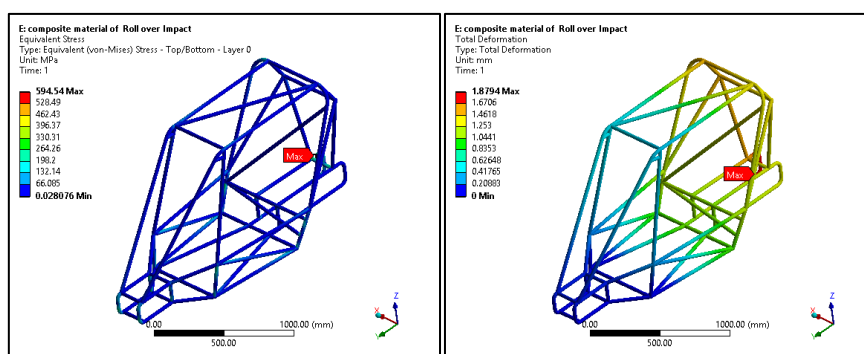 E: composite material of Roll over Impact
Equivalent Stress
Type: Equivalent (von-Mises) Stress - Top/Bottom - Layer 0
Unit: MPa
Time: 1
594.54 Max
528.49
462.43
396.37
330.31
264.26
198.2
132.14
66.085
0.028076 Min
Max
0.00
1000.00 (mm)
500.00
X
Y
Z
E: composite material of Roll over Impact
Total Deformation
Type: Total Deformation
Unit: mm
Time: 1
1.8794 Max
1.6706
1.4618
1.253
1.0441
0.8353
0.62648
0.41765
0.20883
0 Min
Max
0.00
1000.00 (mm)
500.00
X
Y
Z